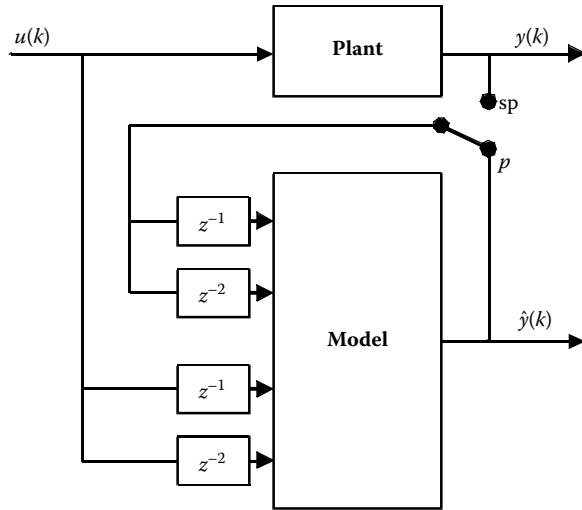 u(k)
Plant
y(k)
sp
p
z⁻¹
z⁻²
Model
ŷ(k)
z⁻¹
z⁻²